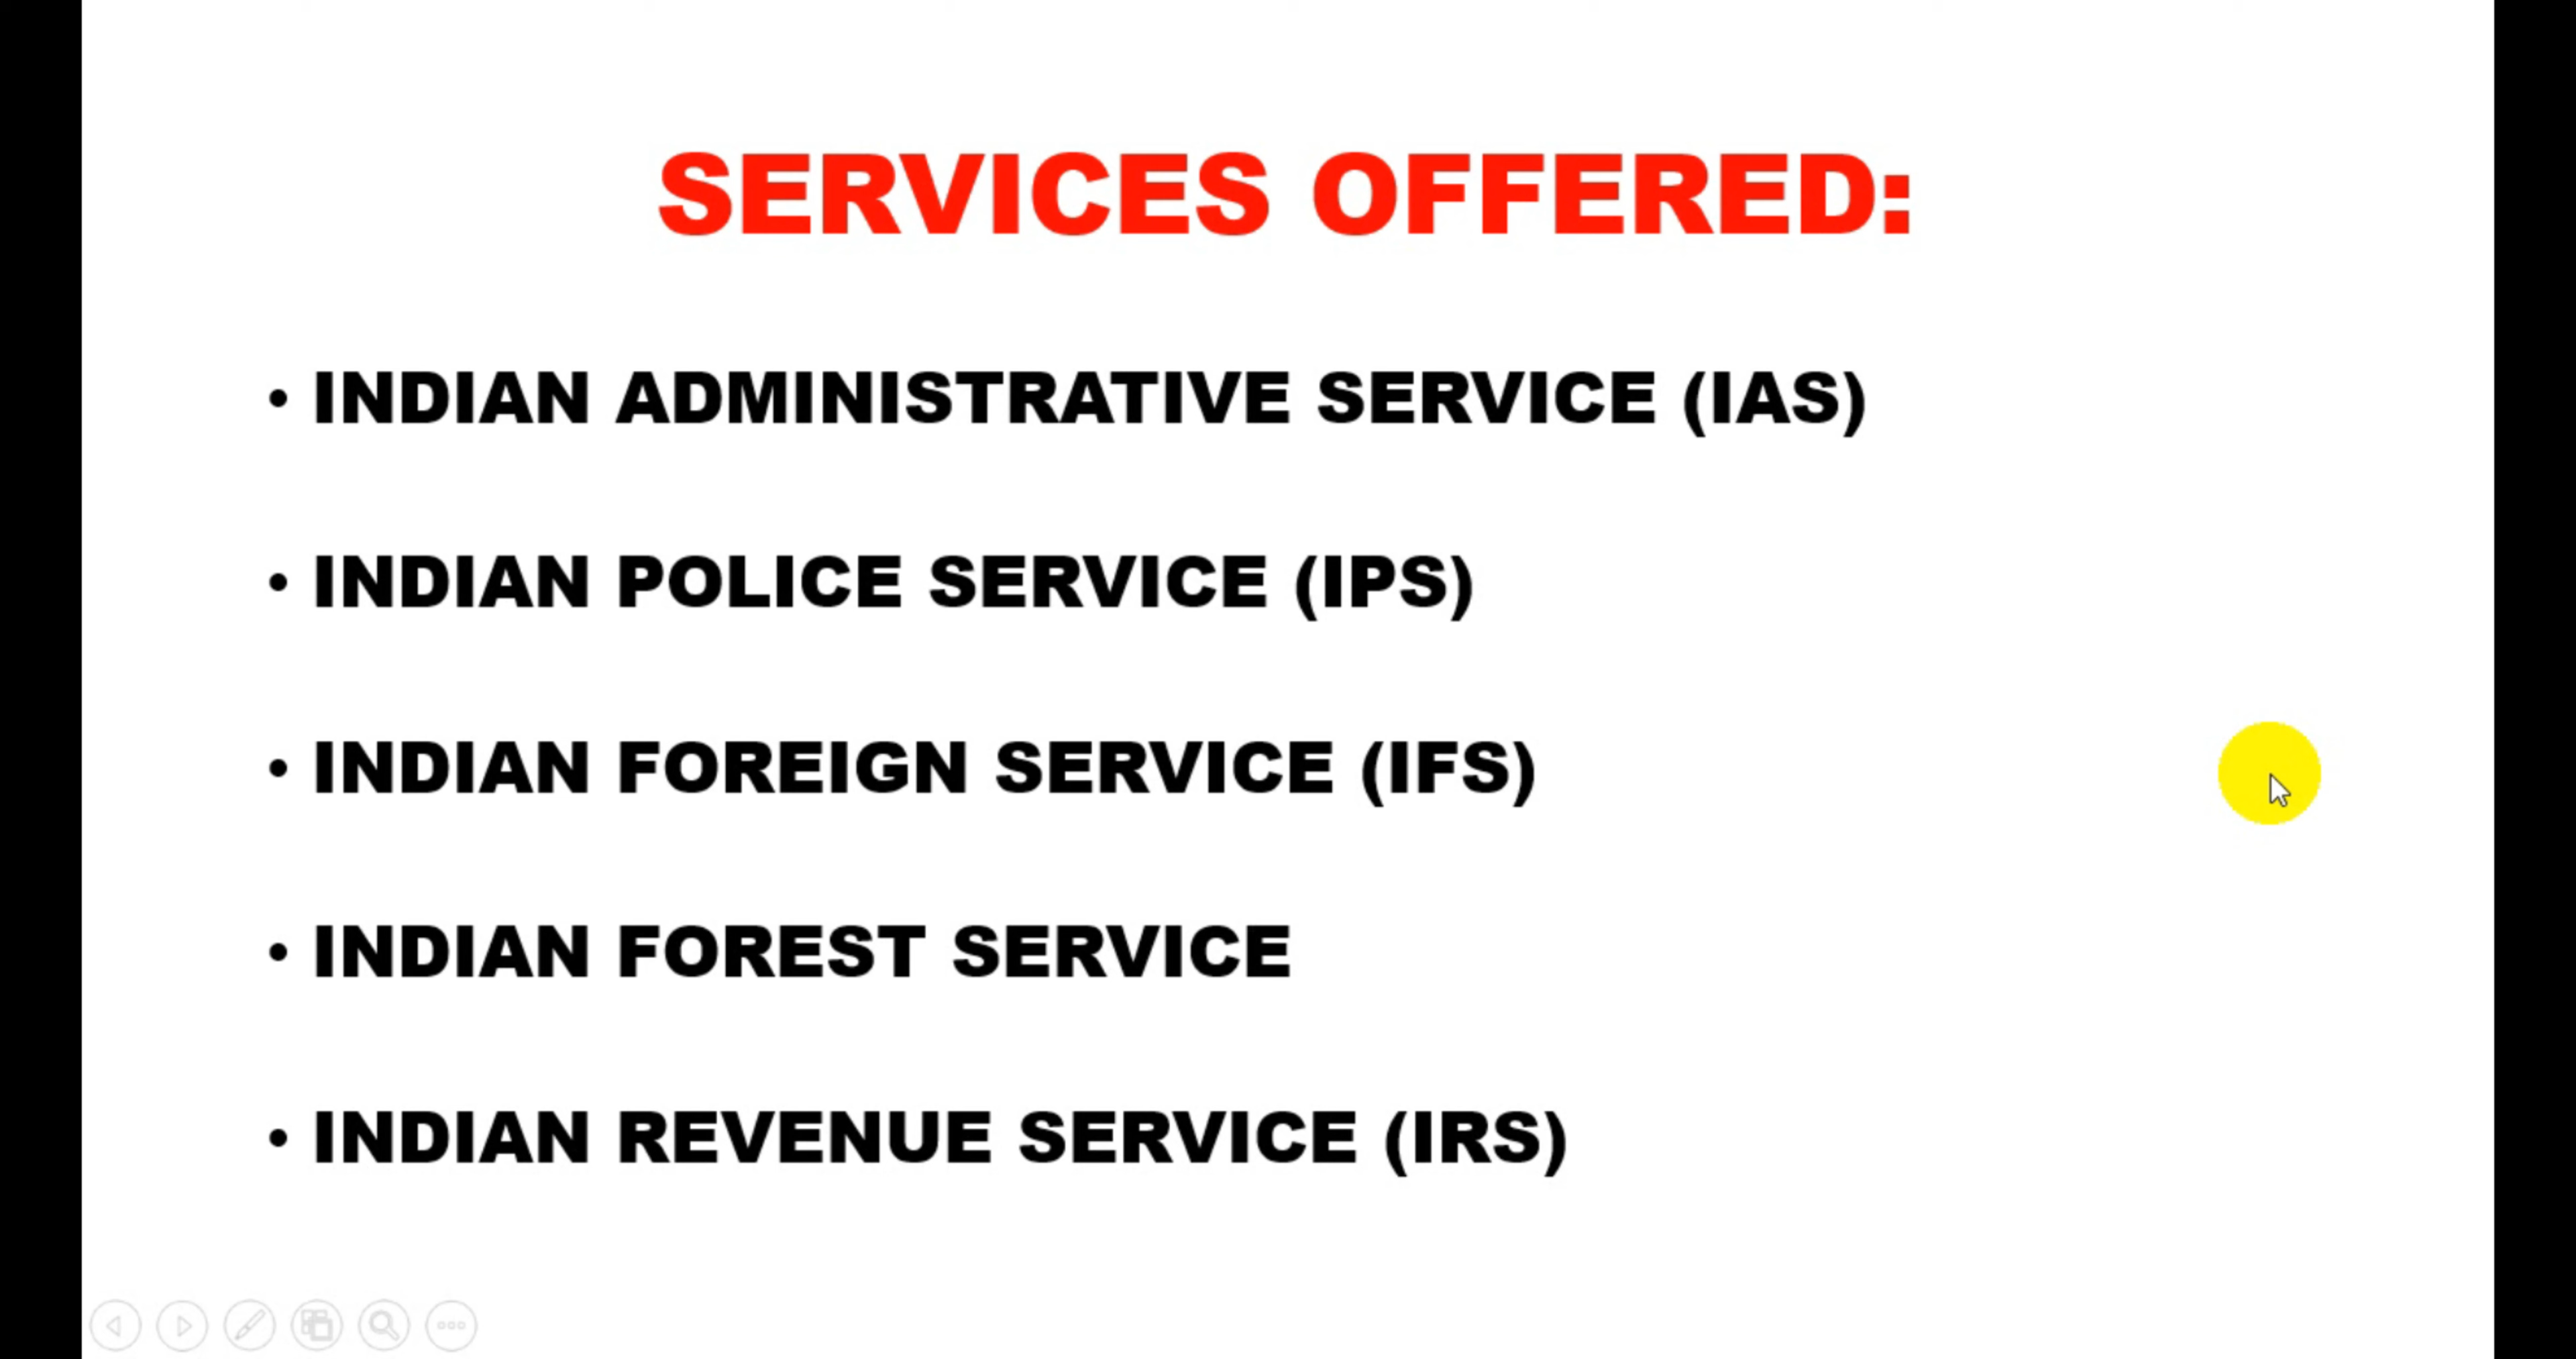 SERVICES OFFERED:
• INDIAN ADMINISTRATIVE SERVICE (IAS)
• INDIAN POLICE SERVICE (IPS)
• INDIAN FOREIGN SERVICE (IFS)
• INDIAN FOREST SERVICE
• INDIAN REVENUE SERVICE (IRS)